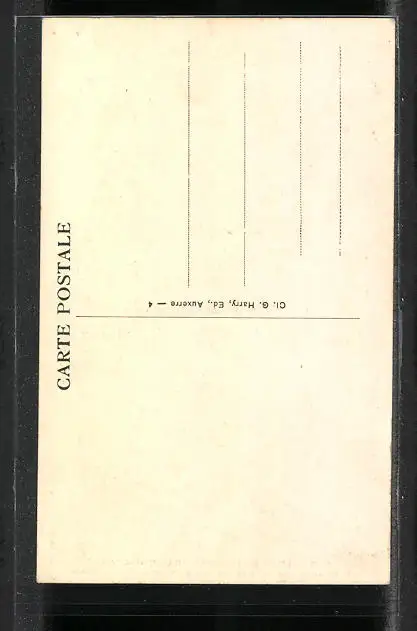 CARTE POSTALE
Cl. G. Harry, Ed., Auxerre — 4